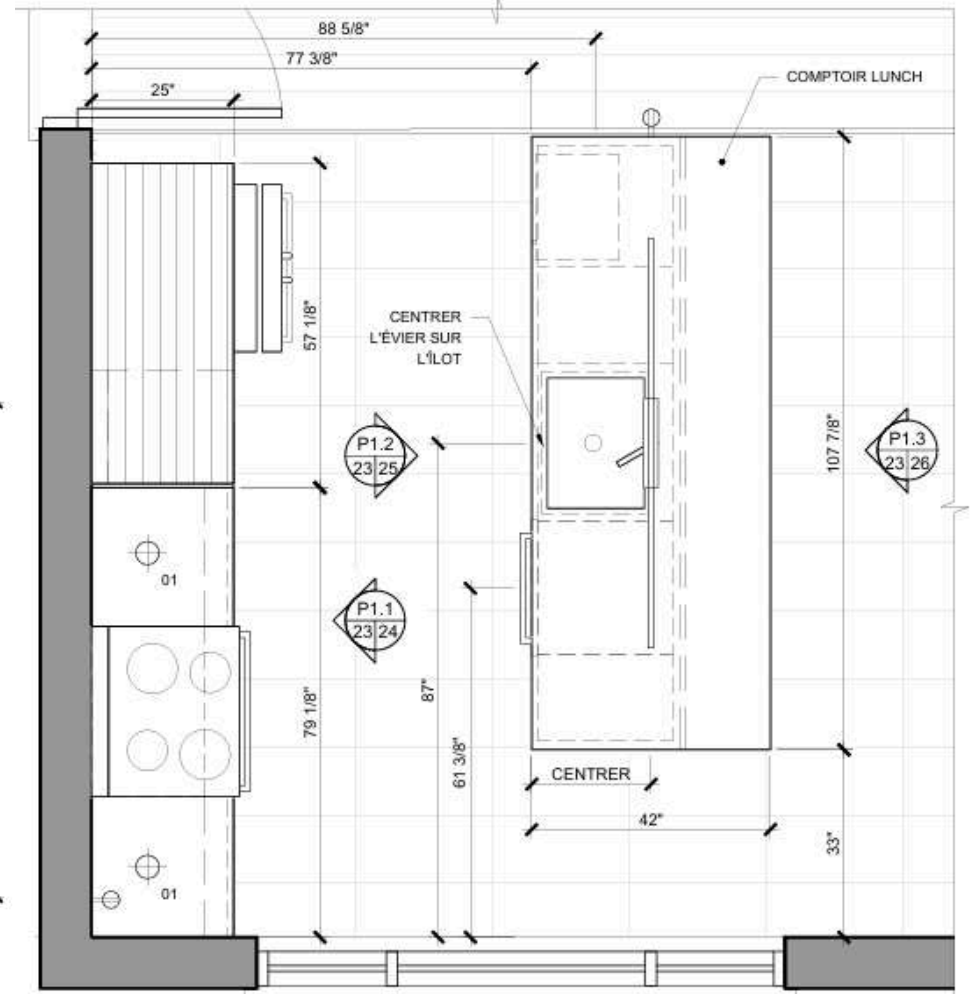 88 5/8"
77 3/8"
25"
COMPTOIR LUNCH
57 1/8"
CENTRER
L'ÉVIER SUR
L'ÎLOT
P1.2
23 25
107 7/8"
P1.3
23 26
01
P1.1
23 24
79 1/8"
87"
61 3/8"
CENTRER
42"
33"
01